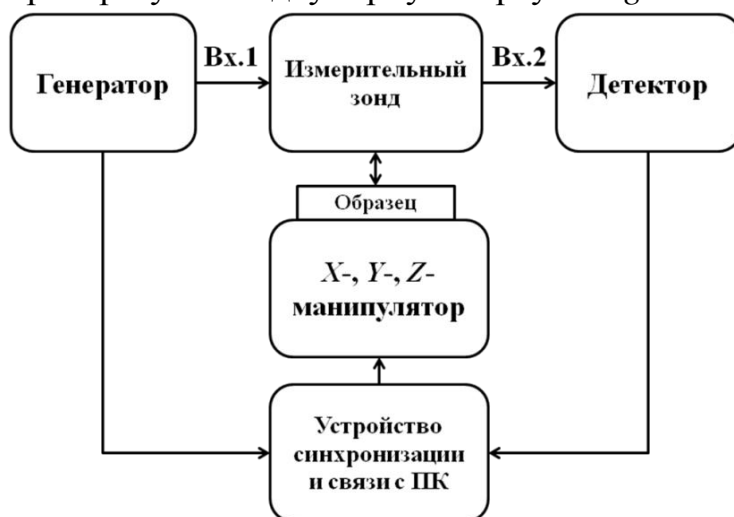 Вх.1
Вх.2
Генератор
Измерительный
зонд
Детектор
Образец
X-, Y-, Z-
манипулятор
Устройство
синхронизации
и связи с ПК